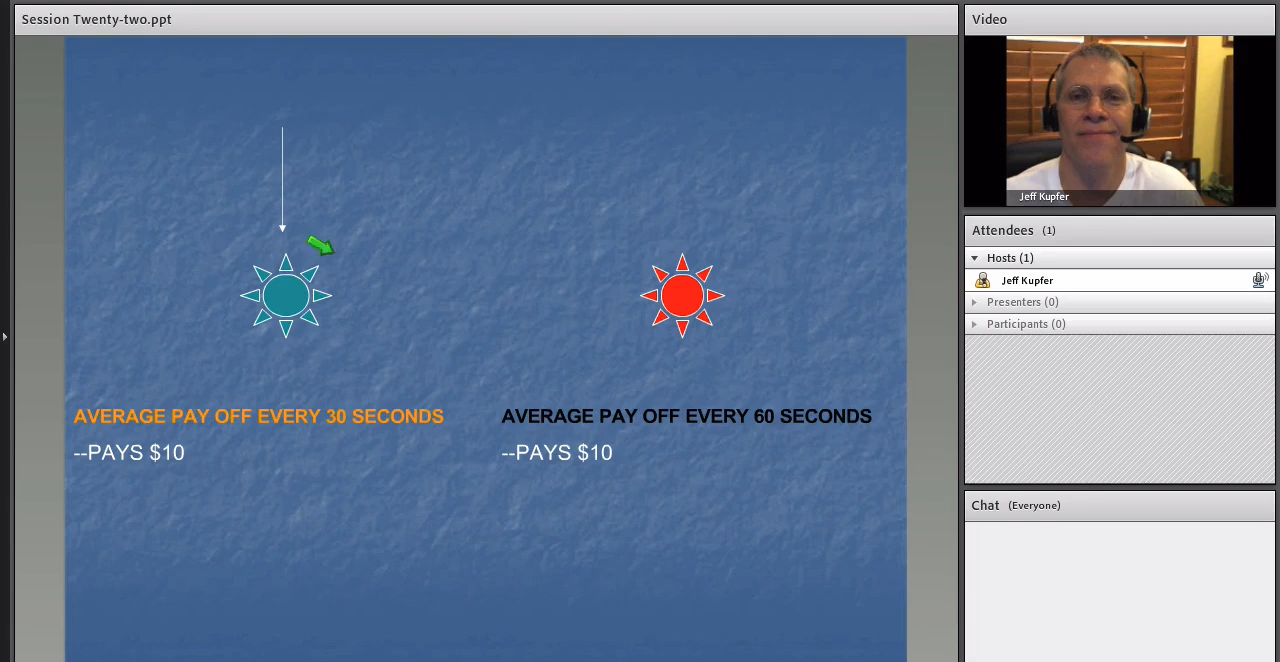 Session Twenty-two.ppt
AVERAGE PAY OFF EVERY 30 SECONDS
--PAYS $10
AVERAGE PAY OFF EVERY 60 SECONDS
--PAYS $10
Video
Jeff Kupfer
Attendees (1)
Hosts (1)
Jeff Kupfer
Presenters (0)
Participants (0)
Chat (Everyone)